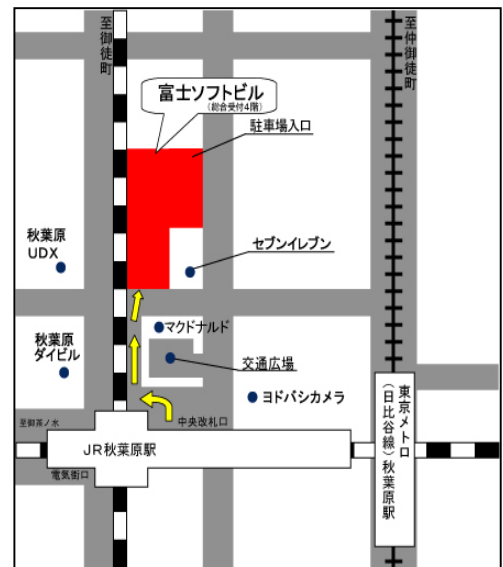 至御徒町
至仲御徒町
富士ソフトビル
(総合受付4階)
駐車場入口
秋葉原
UDX
セブンイレブン
マクドナルド
秋葉原
ダイビル
交通広場
ヨドバシカメラ
至御茶ノ水
中央改札口
JR秋葉原駅
電気街口
東京メトロ
(日比谷線)秋葉原駅